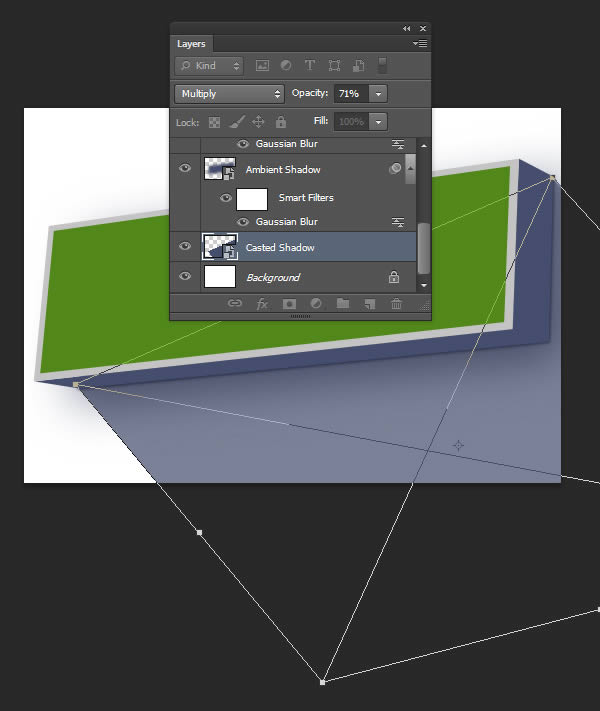 Layers
Kind
Multiply Opacity: 71%
Lock: Fill: 100%
Gaussian Blur
Ambient Shadow
Smart Filters
Gaussian Blur
Casted Shadow
Background
fx